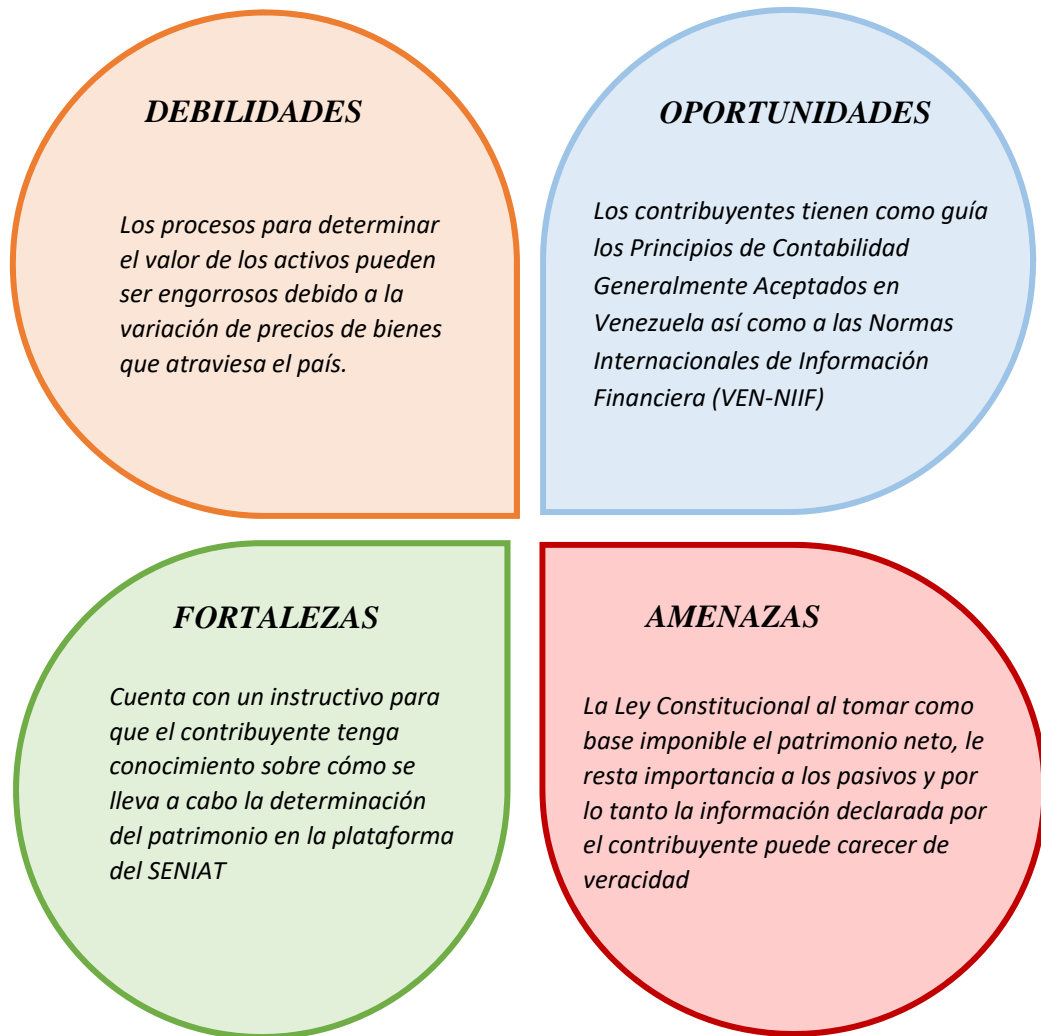 DEBILIDADES
Los procesos para determinar
el valor de los activos pueden
ser engorrosos debido a la
variación de precios de bienes
que atraviesa el país.
OPORTUNIDADES
Los contribuyentes tienen como guía
los Principios de Contabilidad
Generalmente Aceptados en
Venezuela así como a las Normas
Internacionales de Información
Financiera (VEN-NIIF)
FORTALEZAS
Cuenta con un instructivo para
que el contribuyente tenga
conocimiento sobre cómo se
lleva a cabo la determinación
del patrimonio en la plataforma
del SENIAT
AMENAZAS
La Ley Constitucional al tomar como
base imponible el patrimonio neto, le
resta importancia a los pasivos y por
lo tanto la información declarada por
el contribuyente puede carecer de
veracidad